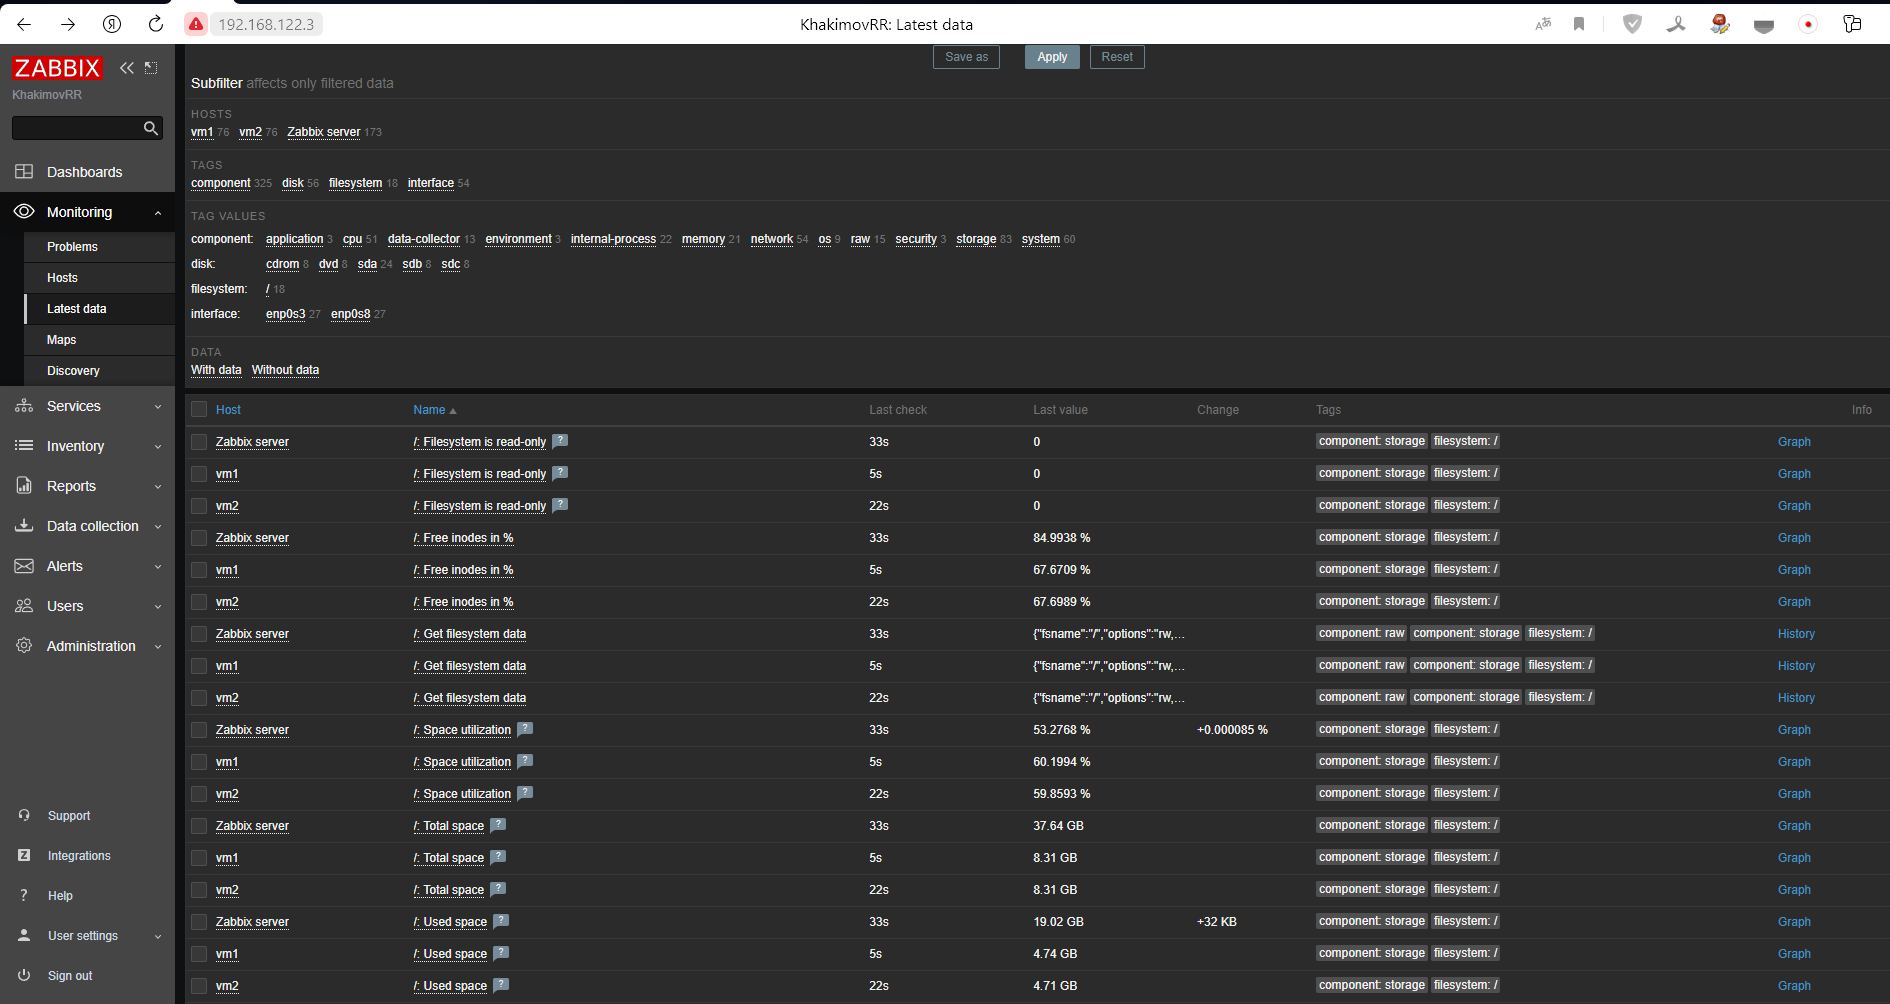 192.168.122.3
KhakimovRR: Latest data
ZABBIX
KhakimovRR
Dashboards
Monitoring
Problems
Hosts
Latest data
Maps
Discovery
Services
Inventory
Reports
Data collection
Alerts
Users
Administration
Support
Integrations
Help
User settings
Sign out
Save as Apply Reset
Subfilter affects only filtered data
HOSTS
vm1 76 vm2 76 Zabbix server 173
TAGS
component 325 disk 56 filesystem 18 interface 54
TAG VALUES
component: application 3 cpu 51 data-collector 13 environment 3 internal-process 22 memory 21 network 54 os 9 raw 15 security 3 storage 83 system 60
disk: cdrom 8 dvd 8 sda 24 sdb 8 sdc 8
filesystem: / 18
interface: enp0s3 27 enp0s8 27
DATA
With data Without data
Host Name Last check Last value Change Tags Info
Zabbix server /: Filesystem is read-only ? 33s 0 component: storage filesystem: / Graph
vm1 /: Filesystem is read-only ? 5s 0 component: storage filesystem: / Graph
vm2 /: Filesystem is read-only ? 22s 0 component: storage filesystem: / Graph
Zabbix server /: Free inodes in % 33s 84.9938 % component: storage filesystem: / Graph
vm1 /: Free inodes in % 5s 67.6709 % component: storage filesystem: / Graph
vm2 /: Free inodes in % 22s 67.6989 % component: storage filesystem: / Graph
Zabbix server /: Get filesystem data 33s {"fsname":"/","options":"rw,... component: raw component: storage filesystem: / History
vm1 /: Get filesystem data 5s {"fsname":"/","options":"rw,... component: raw component: storage filesystem: / History
vm2 /: Get filesystem data 22s {"fsname":"/","options":"rw,... component: raw component: storage filesystem: / History
Zabbix server /: Space utilization ? 33s 53.2768 % +0.000085 % component: storage filesystem: / Graph
vm1 /: Space utilization ? 5s 60.1994 % component: storage filesystem: / Graph
vm2 /: Space utilization ? 22s 59.8593 % component: storage filesystem: / Graph
Zabbix server /: Total space ? 33s 37.64 GB component: storage filesystem: / Graph
vm1 /: Total space ? 5s 8.31 GB component: storage filesystem: / Graph
vm2 /: Total space ? 22s 8.31 GB component: storage filesystem: / Graph
Zabbix server /: Used space ? 33s 19.02 GB +32 KB component: storage filesystem: / Graph
vm1 /: Used space ? 5s 4.74 GB component: storage filesystem: / Graph
vm2 /: Used space ? 22s 4.71 GB component: storage filesystem: / Graph